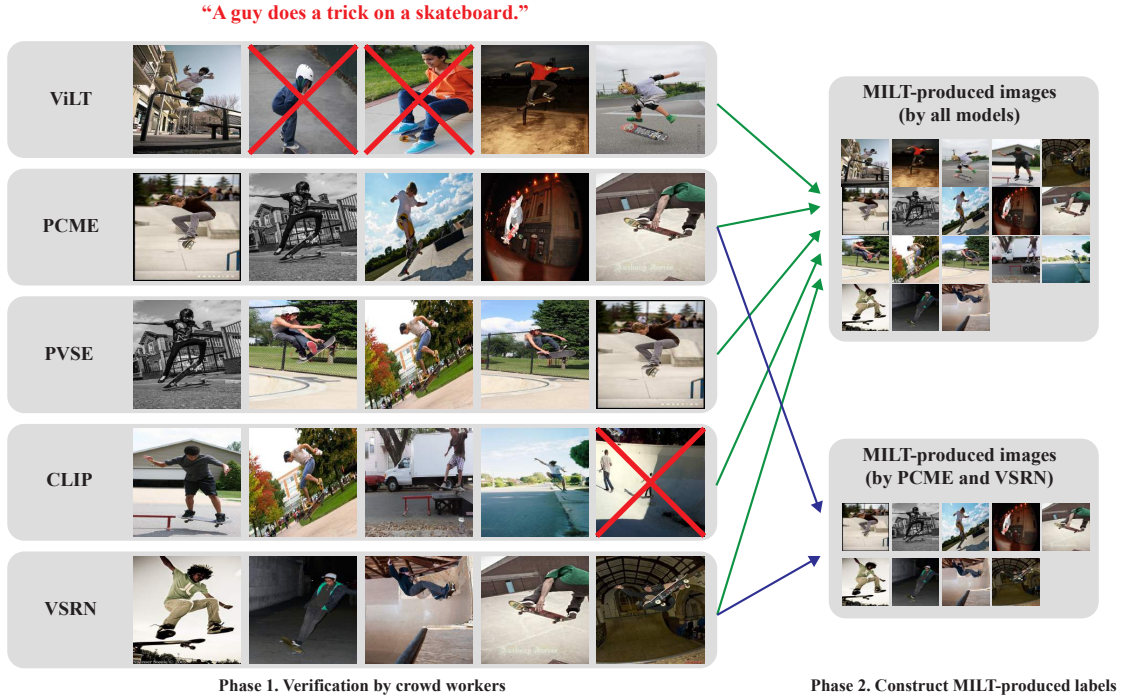 “A guy does a trick on a skateboard.”
ViLT
PCME
PVSE
CLIP
VSRN
MILT-produced images
(by all models)
MILT-produced images
(by PCME and VSRN)
Phase 1. Verification by crowd workers
Phase 2. Construct MILT-produced labels